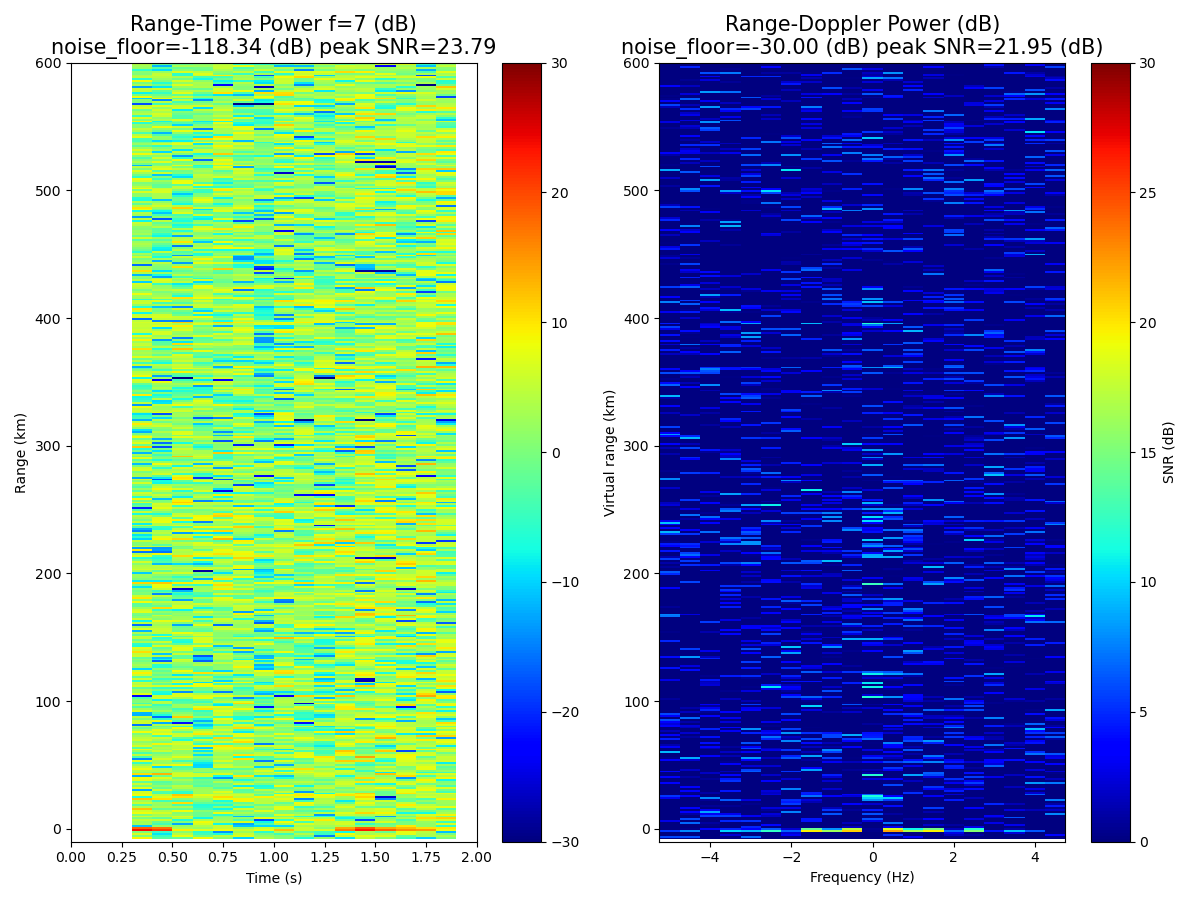 Range-Time Power f=7 (dB)
noise_floor=-118.34 (dB) peak SNR=23.79
600
500
400
300
200
100
0
Range (km)
0.00 0.25 0.50 0.75 1.00 1.25 1.50 1.75 2.00
Time (s)
30
20
10
0
−10
−20
−30
Range-Doppler Power (dB)
noise_floor=-30.00 (dB) peak SNR=21.95 (dB)
600
500
400
300
200
100
0
Virtual range (km)
−4 −2 0 2 4
Frequency (Hz)
30
25
20
15
10
5
0
SNR (dB)